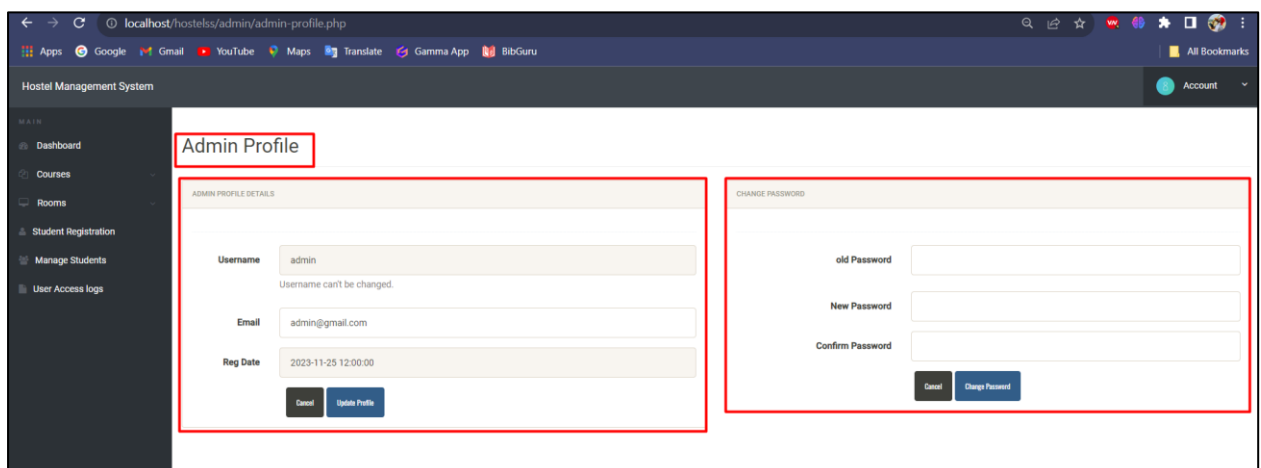 localhost/hostelss/admin/admin-profile.php
Apps Google Gmail YouTube Maps Translate Gamma App BibGuru All Bookmarks
Hostel Management System Account
MAIN
Dashboard
Courses
Rooms
Student Registration
Manage Students
User Access logs
Admin Profile
ADMIN PROFILE DETAILS
Username admin
Username can't be changed.
Email admin@gmail.com
Reg Date 2023-11-25 12:00:00
Cancel Update Profile
CHANGE PASSWORD
old Password
New Password
Confirm Password
Cancel Change Password